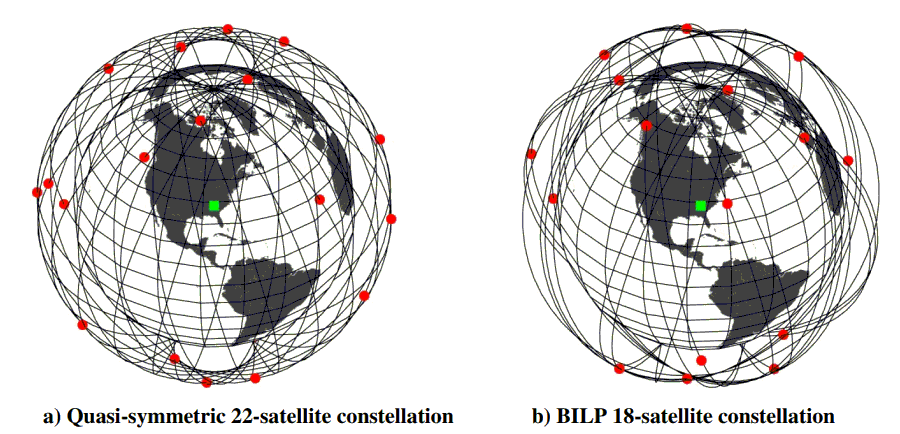 a) Quasi-symmetric 22-satellite constellation
b) BILP 18-satellite constellation